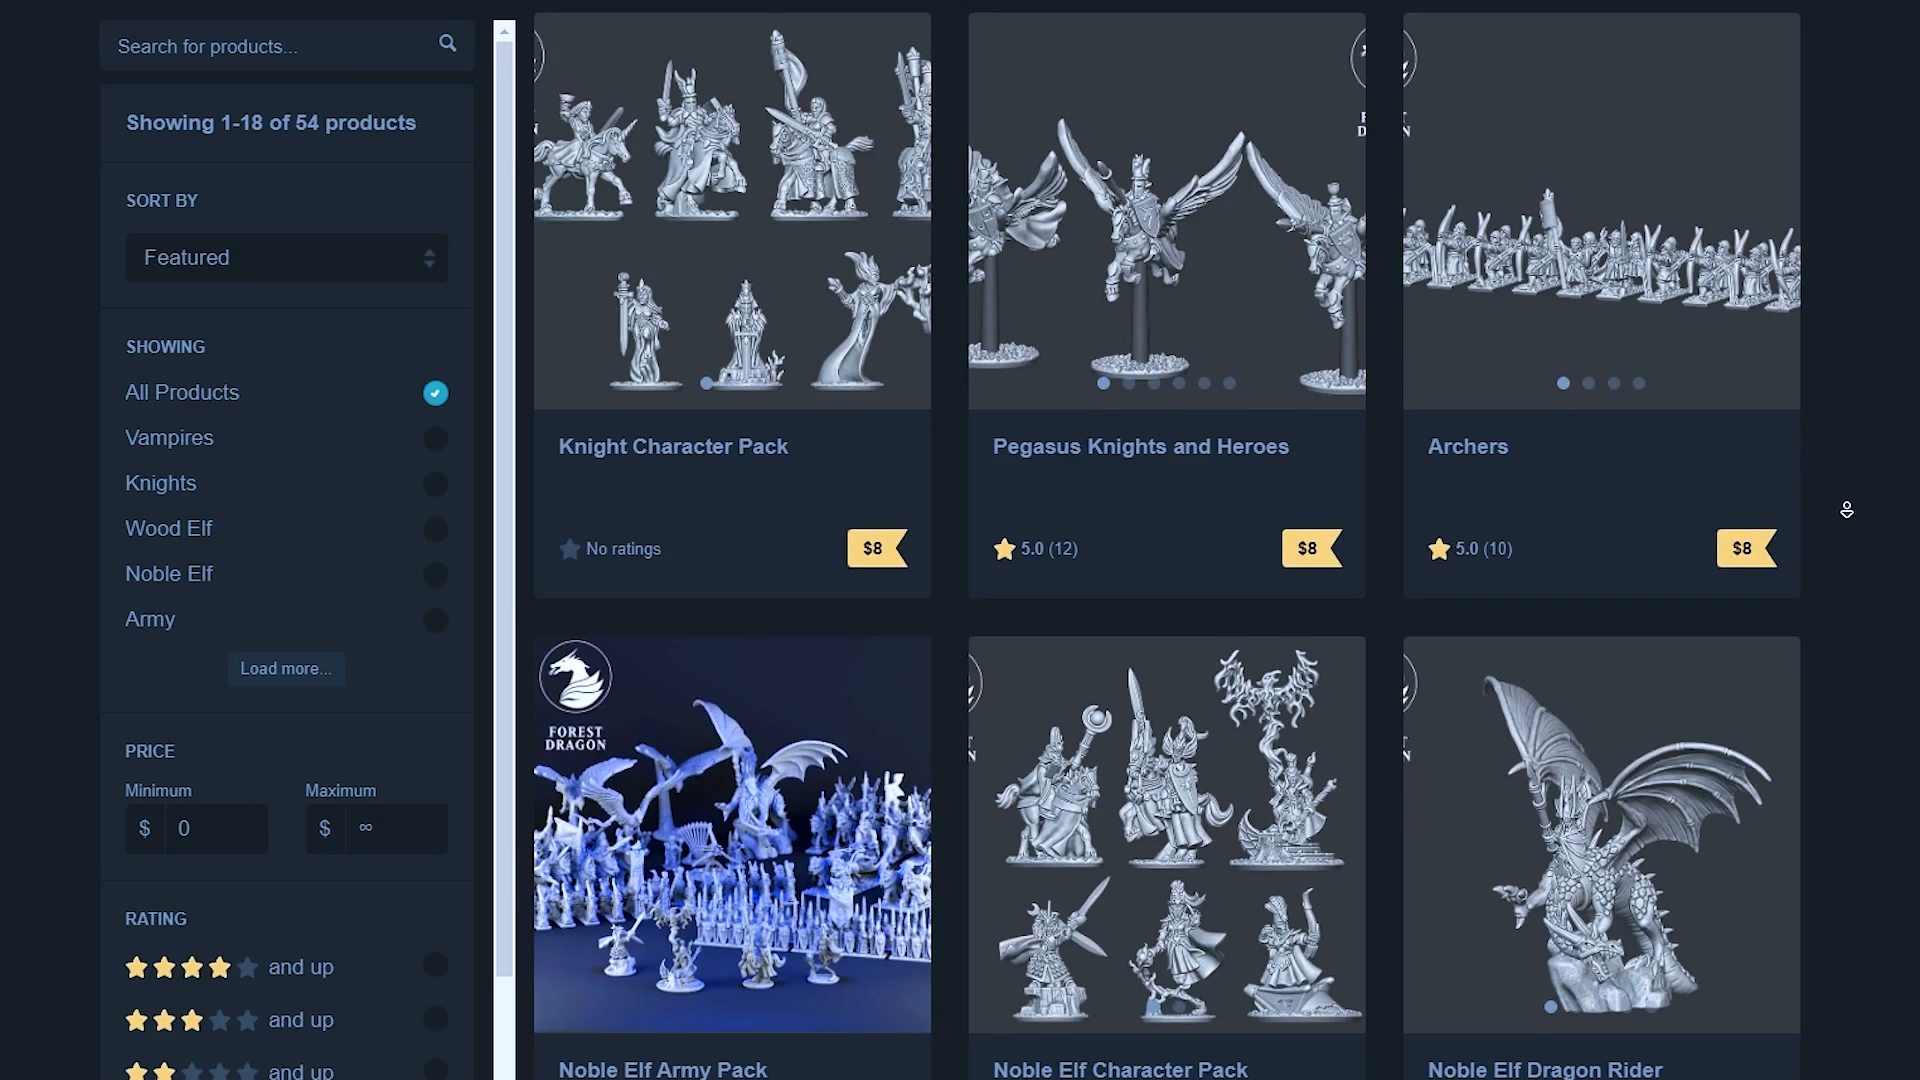 Search for products...
Showing 1-18 of 54 products
SORT BY
Featured
SHOWING
All Products
Vampires
Knights
Wood Elf
Noble Elf
Army
Load more...
PRICE
Minimum
Maximum
$ 0
$ ∞
RATING
and up
and up
and up
Knight Character Pack
No ratings
$8
Pegasus Knights and Heroes
5.0 (12)
$8
Archers
5.0 (10)
$8
FOREST
DRAGON
Noble Elf Army Pack
Noble Elf Character Pack
Noble Elf Dragon Rider